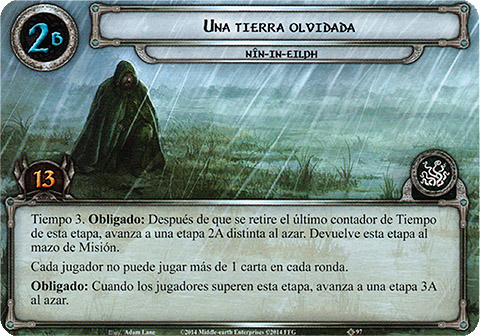 2B
UNA TIERRA OLVIDADA
NÎN-IN-EILPH
13
Tiempo 3. Obligado: Después de que se retire el último contador de Tiempo
de esta etapa, avanza a una etapa 2A distinta al azar. Devuelve esta etapa al
mazo de Misión.
Cada jugador no puede jugar más de 1 carta en cada ronda.
Obligado: Cuando los jugadores superen esta etapa, avanza a una etapa 3A
al azar.
Illus. Adam Lane ©2014 Middle-earth Enterprises ©2014 FFG 97